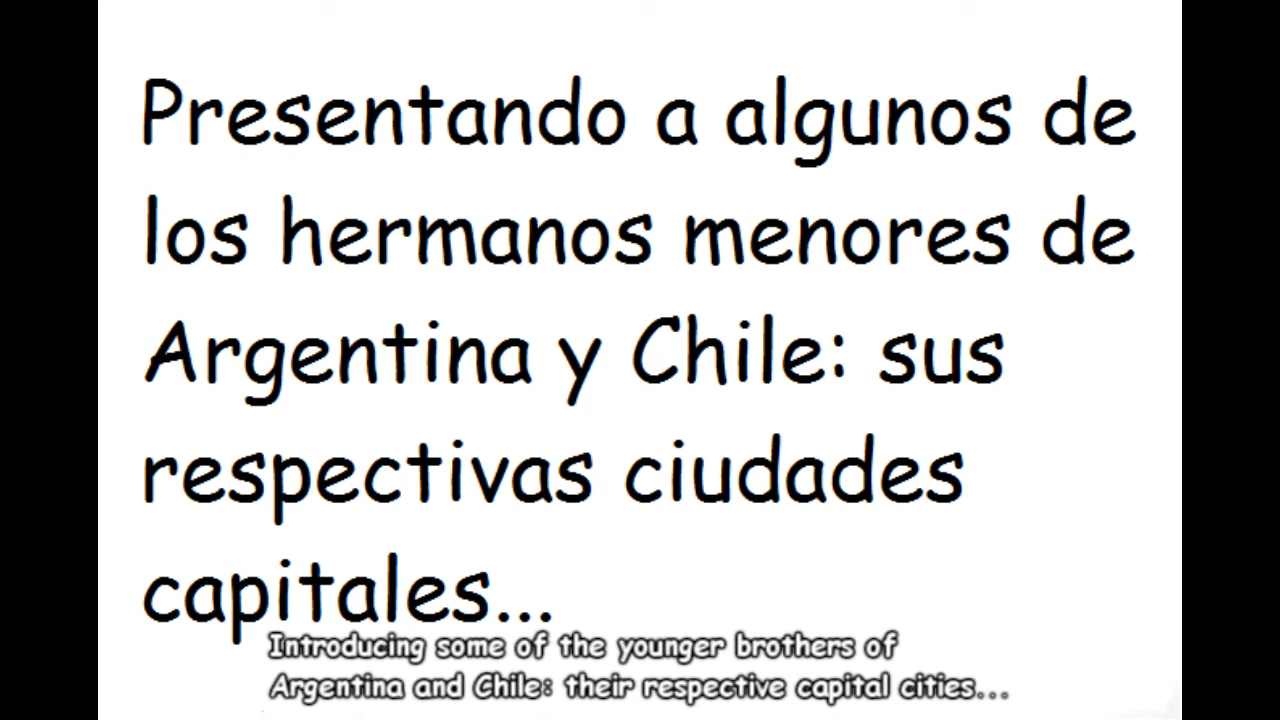 Presentando a algunos de
los hermanos menores de
Argentina y Chile: sus
respectivas ciudades
capitales...
Introducing some of the younger brothers of
Argentina and Chile: their respective capital cities...